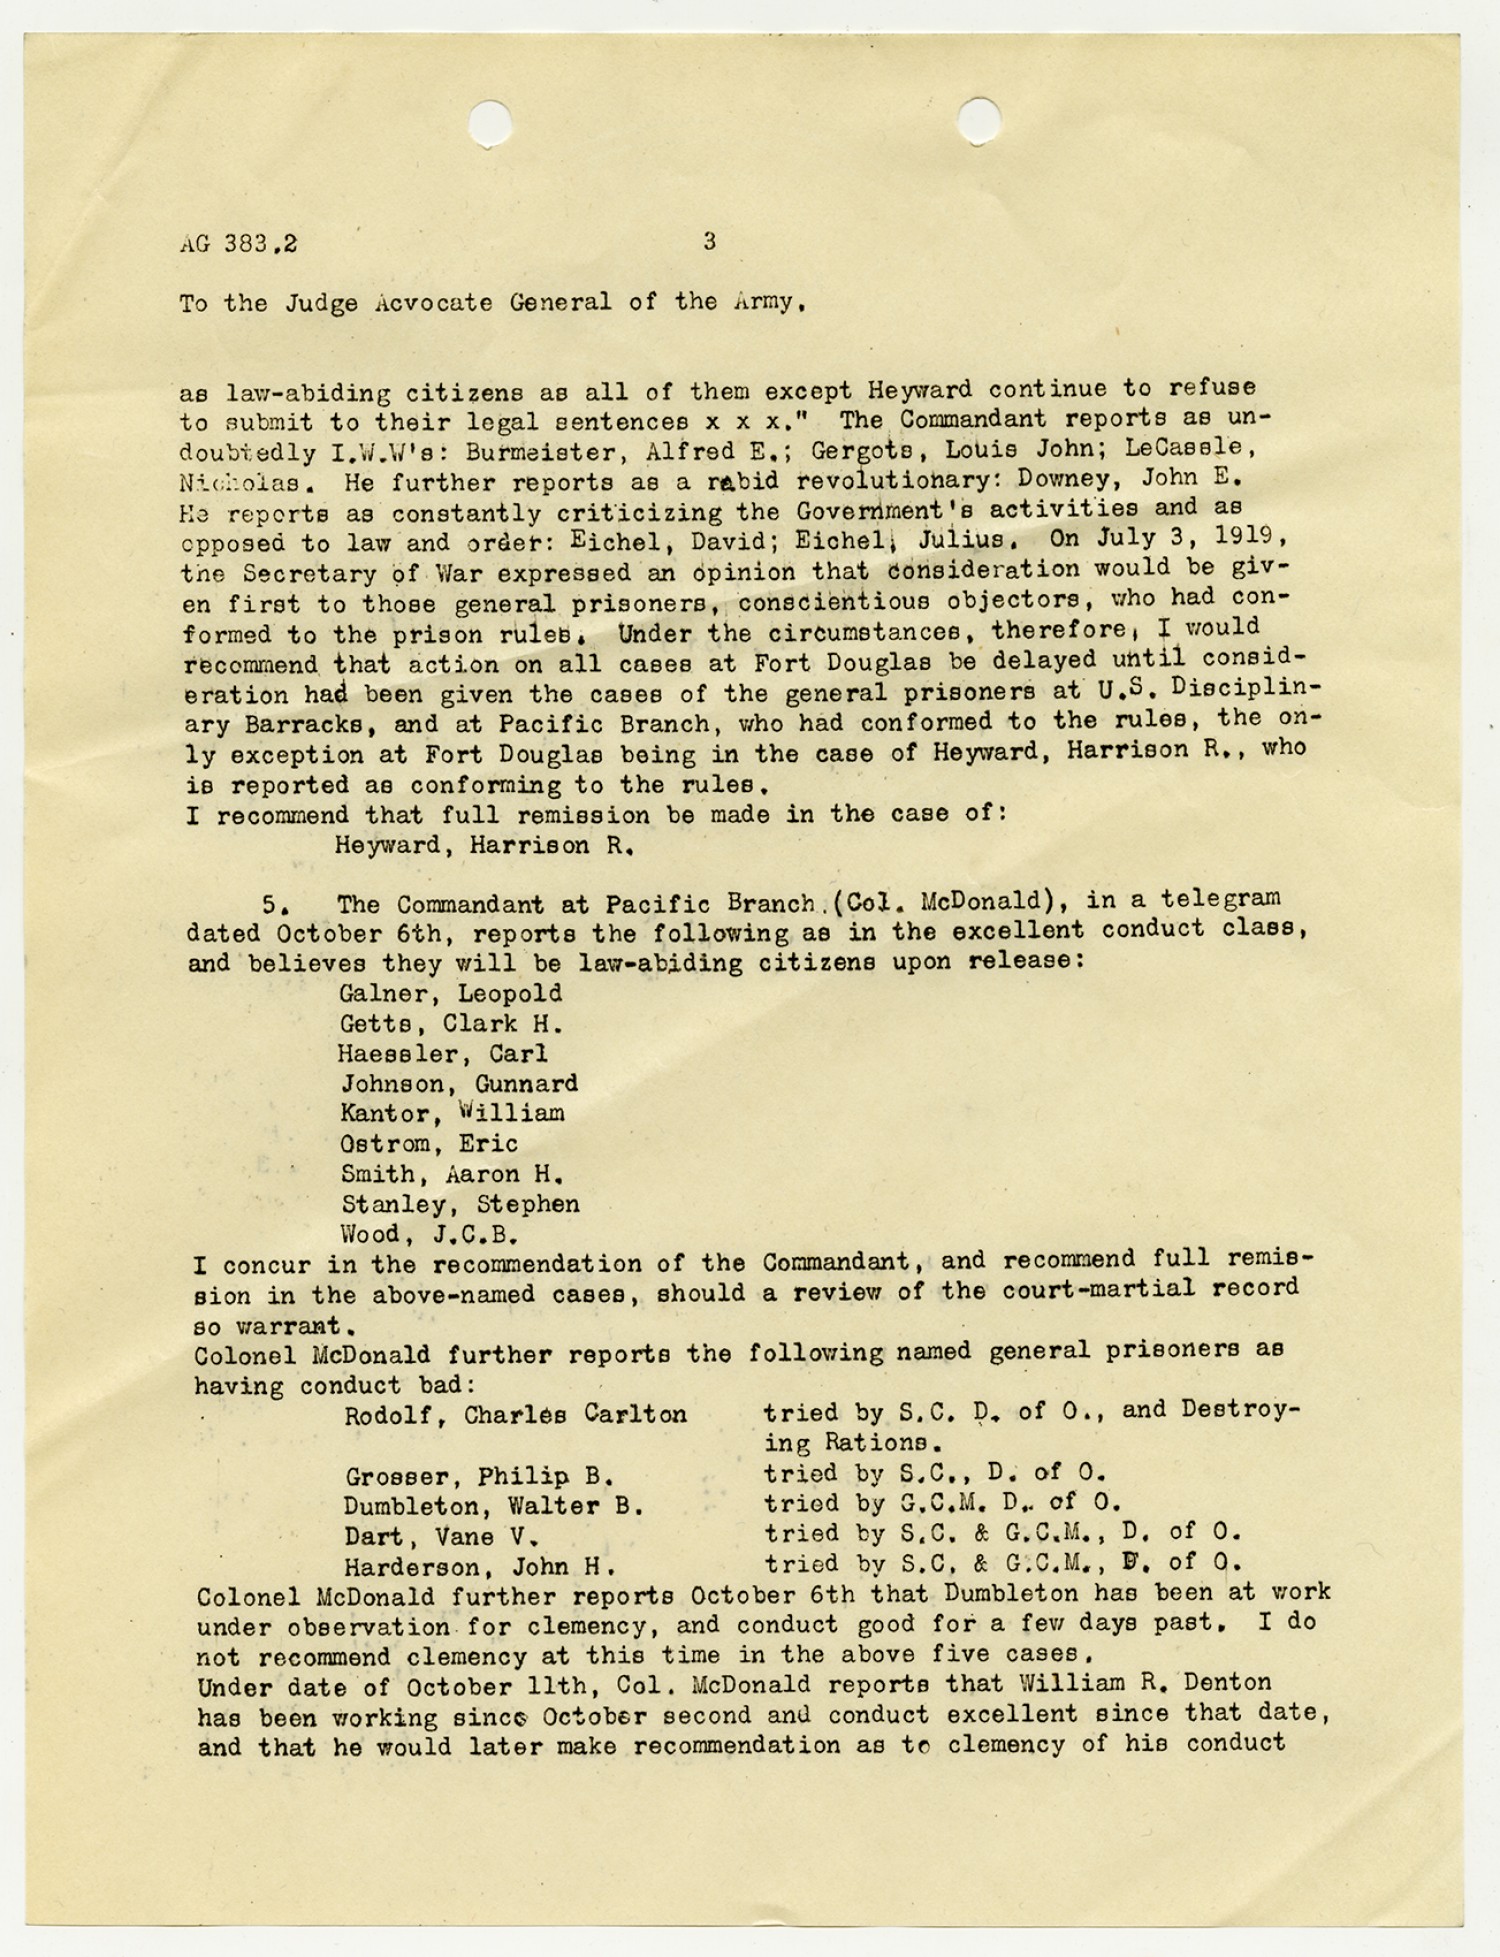 AG 383.2 3
To the Judge Acvocate General of the Army.
as law-abiding citizens as all of them except Heyward continue to refuse
to submit to their legal sentences x x x." The Commandant reports as un-
doubtedly I.W.W's: Burmeister, Alfred E.; Gergots, Louis John; LeCassle,
Nicholas. He further reports as a rabid revolutionary: Downey, John E.
He reports as constantly criticizing the Government's activities and as
opposed to law and order: Eichel, David; Eichel, Julius. On July 3, 1919,
the Secretary of War expressed an opinion that consideration would be giv-
en first to those general prisoners, conscientious objectors, who had con-
formed to the prison rules. Under the circumstances, therefore, I would
recommend that action on all cases at Fort Douglas be delayed until consid-
eration had been given the cases of the general prisoners at U.S. Disciplin-
ary Barracks, and at Pacific Branch, who had conformed to the rules, the on-
ly exception at Fort Douglas being in the case of Heyward, Harrison R., who
is reported as conforming to the rules.
I recommend that full remission be made in the case of:
Heyward, Harrison R.
5. The Commandant at Pacific Branch (Col. McDonald), in a telegram
dated October 6th, reports the following as in the excellent conduct class,
and believes they will be law-abiding citizens upon release:
Galner, Leopold
Getts, Clark H.
Haessler, Carl
Johnson, Gunnard
Kantor, William
Ostrom, Eric
Smith, Aaron H.
Stanley, Stephen
Wood, J.C.B.
I concur in the recommendation of the Commandant, and recommend full remis-
sion in the above-named cases, should a review of the court-martial record
so warrant.
Colonel McDonald further reports the following named general prisoners as
having conduct bad:
Rodolf, Charles Carlton tried by S.C. D. of O., and Destroy-
ing Rations.
Grosser, Philip B. tried by S.C., D. of O.
Dumbleton, Walter B. tried by G.C.M. D. of O.
Dart, Vane V. tried by S.C. & G.C.M., D. of O.
Harderson, John H. tried by S.C. & G.C.M., D. of O.
Colonel McDonald further reports October 6th that Dumbleton has been at work
under observation for clemency, and conduct good for a few days past. I do
not recommend clemency at this time in the above five cases.
Under date of October 11th, Col. McDonald reports that William R. Denton
has been working since October second and conduct excellent since that date,
and that he would later make recommendation as to clemency of his conduct